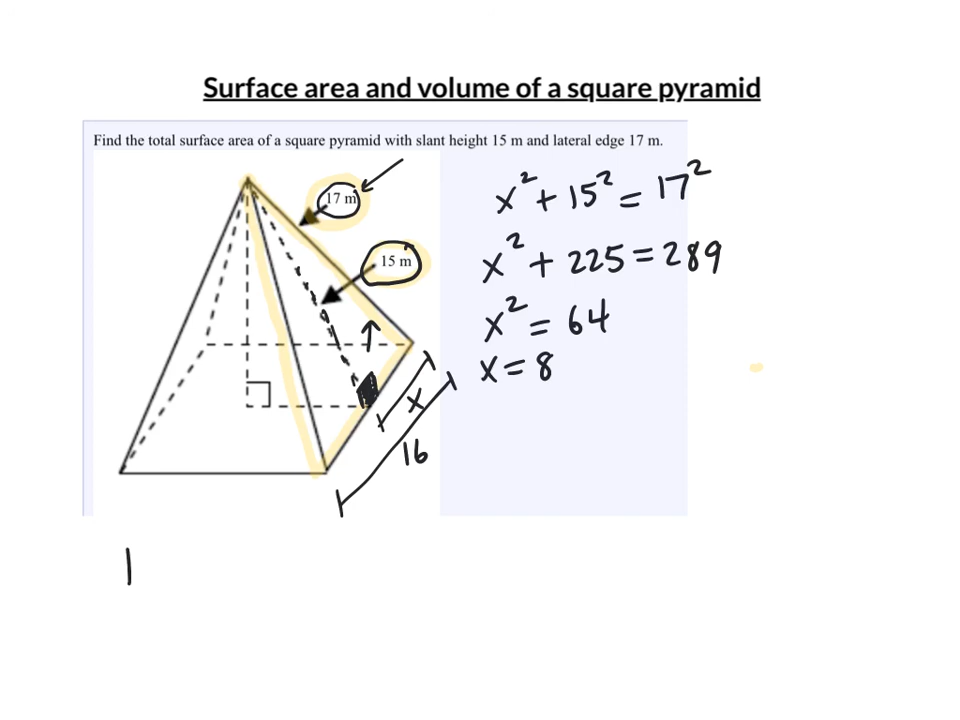 Surface area and volume of a square pyramid
Find the total surface area of a square pyramid with slant height 15 m and lateral edge 17 m.
17 m
15 m
x² + 15² = 17²
x² + 225 = 289
x² = 64
x = 8
x
16
1